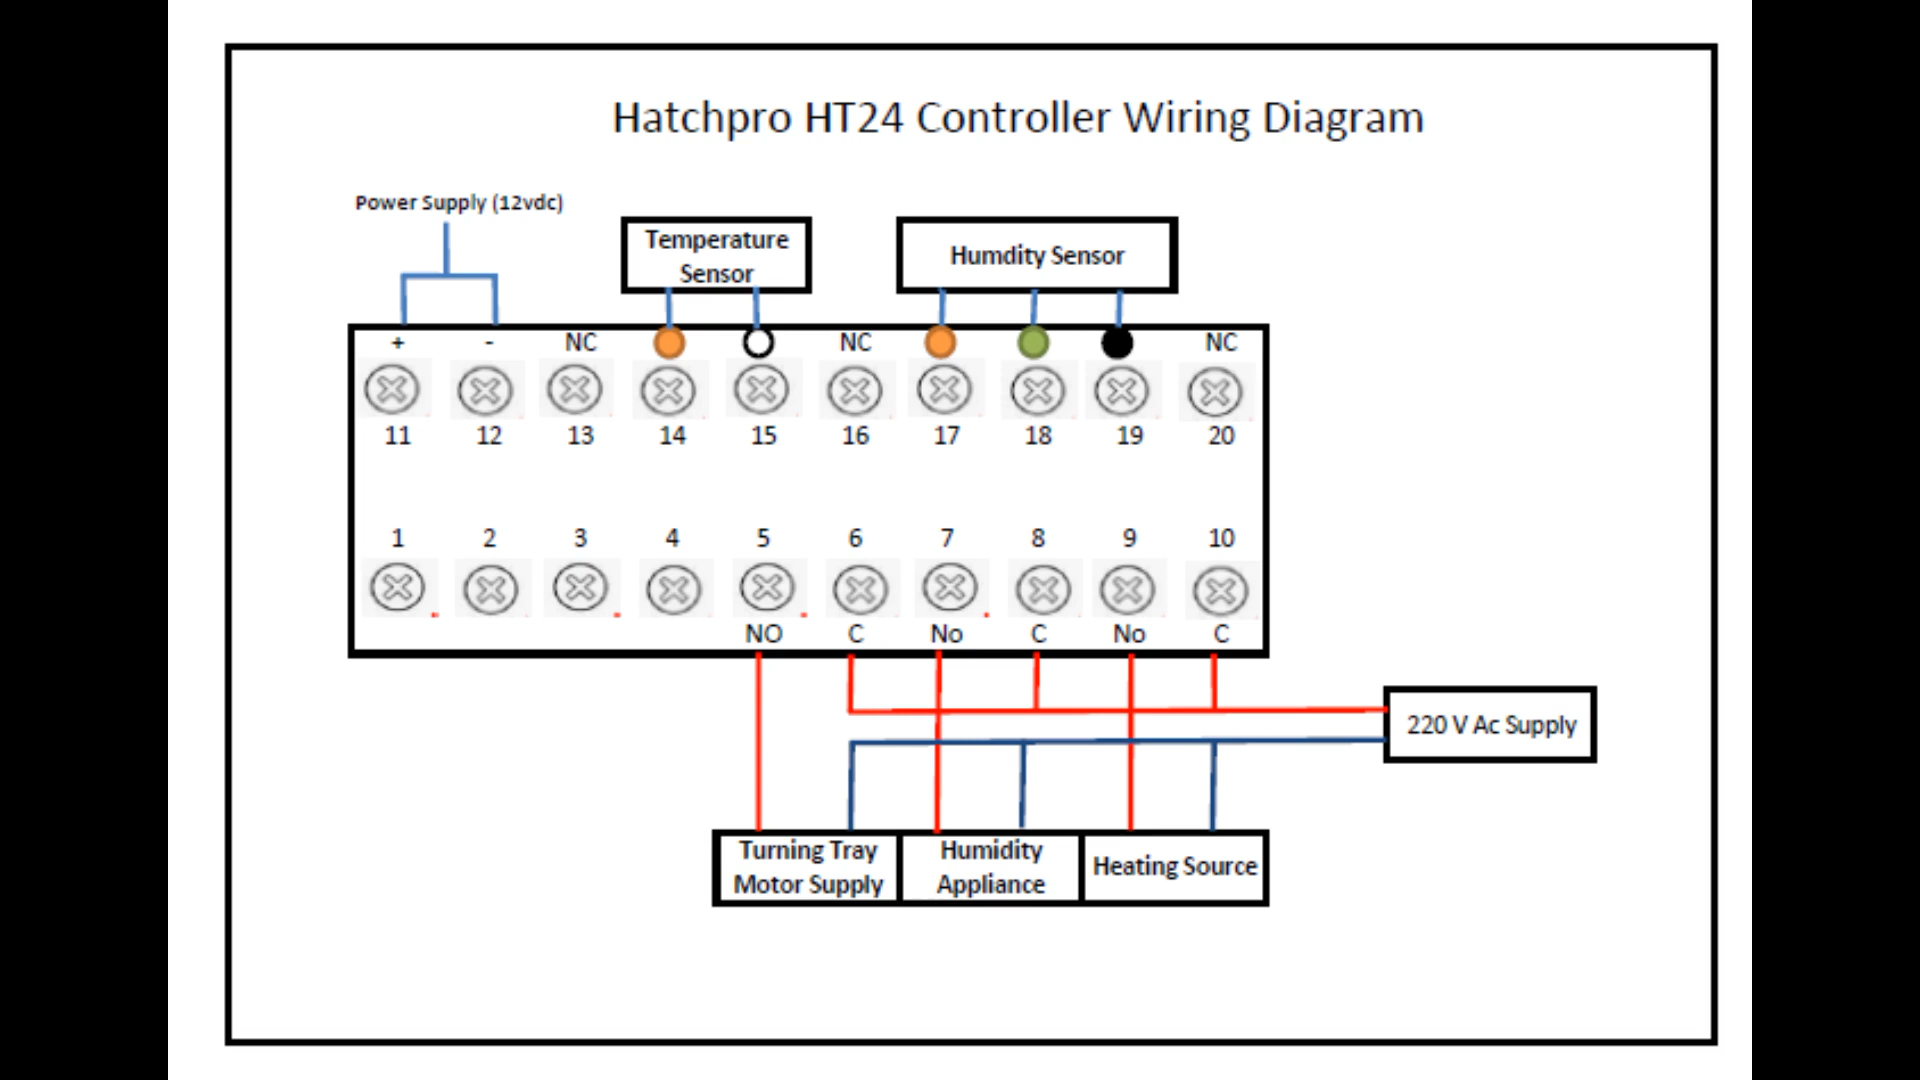 Hatchpro HT24 Controller Wiring Diagram
Power Supply (12vdc)
Temperature
Sensor
Humdity Sensor
+ - NC NC NC
11 12 13 14 15 16 17 18 19 20
1 2 3 4 5 6 7 8 9 10
NO C No C No C
220 V Ac Supply
Turning Tray
Motor Supply
Humidity
Appliance
Heating Source